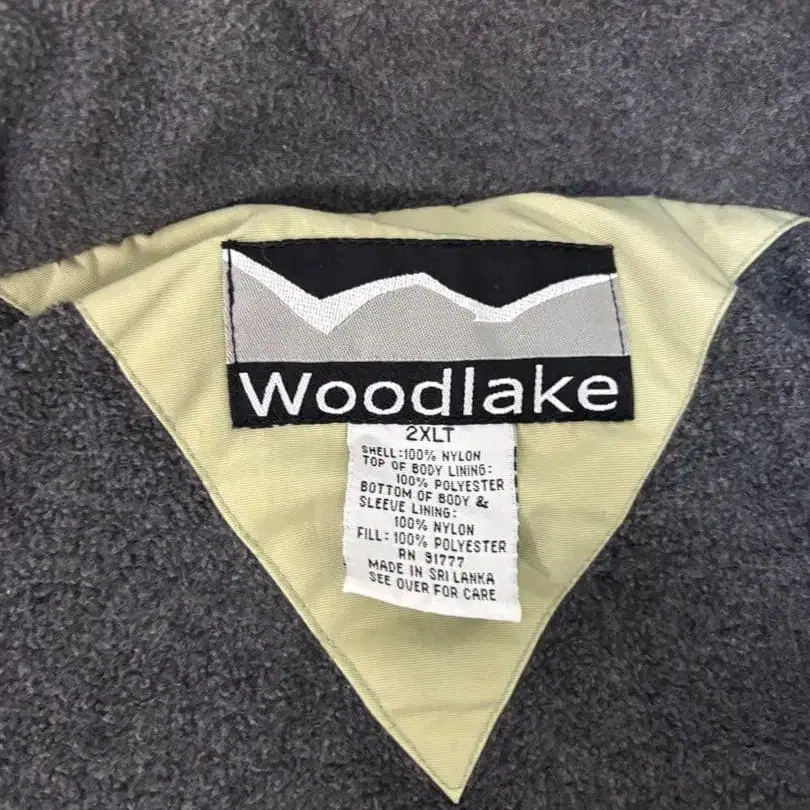 Woodlake
2XLT
SHELL:100% NYLON
TOP OF BODY LINING:
100% POLYESTER
BOTTOM OF BODY &
SLEEVE LINING:
100% NYLON
FILL: 100% POLYESTER
RN 91777
MADE IN SRI LANKA
SEE OVER FOR CARE